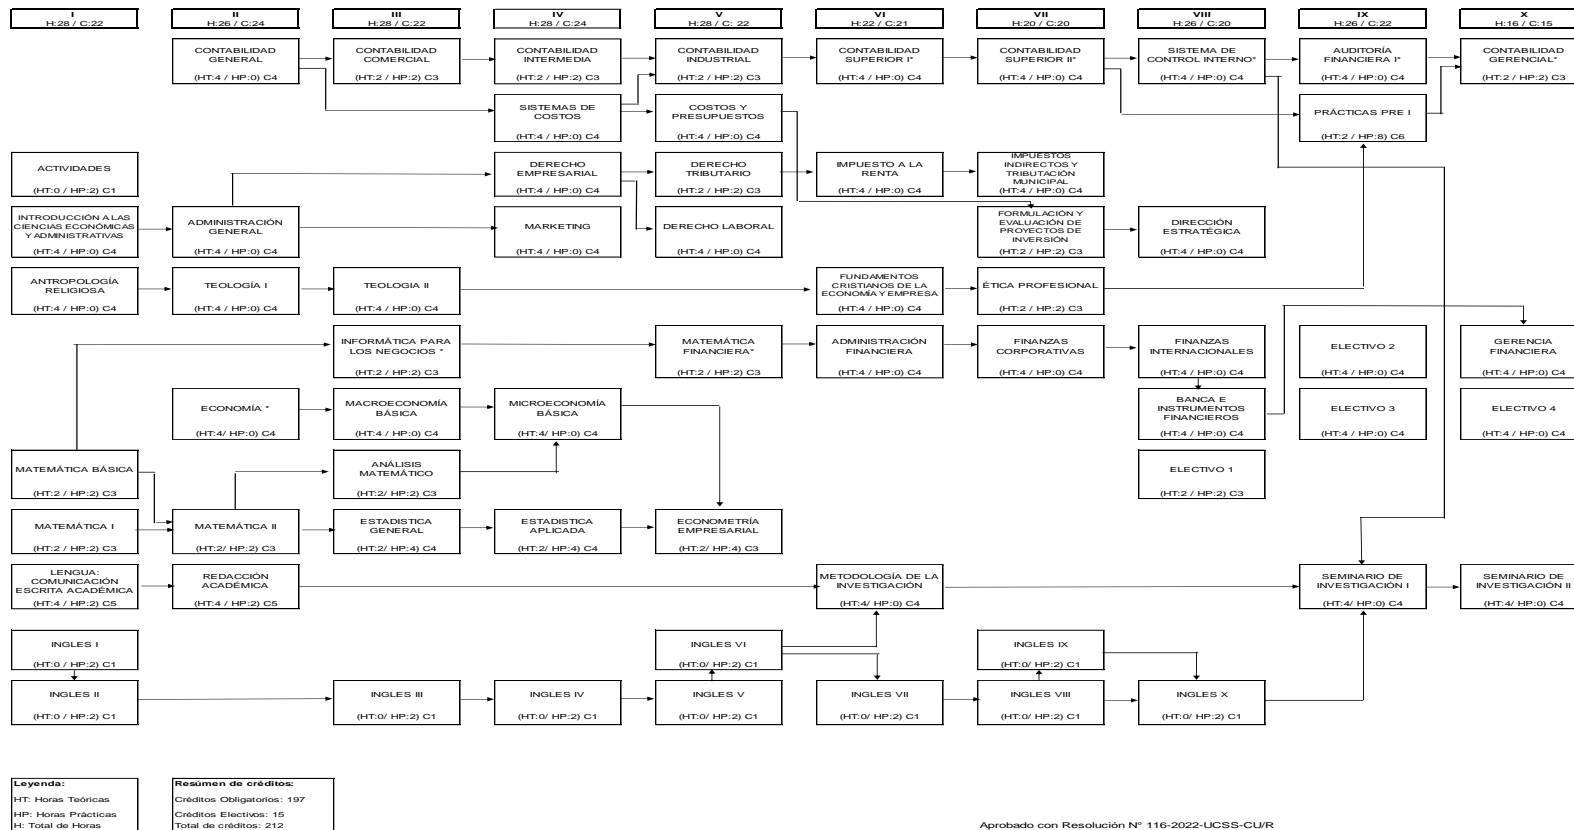 I
H:28 / C:22
II
H:26 / C:24
III
H:28 / C:22
IV
H:28 / C:24
V
H:28 / C: 22
VI
H:22 / C:21
VII
H:20 / C:20
VIII
H:26 / C:20
IX
H:26 / C:22
X
H:16 / C:15
CONTABILIDAD
GENERAL
(HT:4 / HP:0) C4
CONTABILIDAD
COMERCIAL
(HT:2 / HP:2) C3
CONTABILIDAD
INTERMEDIA
(HT:2 / HP:2) C3
CONTABILIDAD
INDUSTRIAL
(HT:2 / HP:2) C3
CONTABILIDAD
SUPERIOR I*
(HT:4 / HP:0) C4
CONTABILIDAD
SUPERIOR II*
(HT:4 / HP:0) C4
SISTEMA DE
CONTROL INTERNO*
(HT:4 / HP:0) C4
AUDITORÍA
FINANCIERA I*
(HT:4 / HP:0) C4
CONTABILIDAD
GERENCIAL*
(HT:2 / HP:2) C3
SISTEMAS DE
COSTOS
(HT:4 / HP:0) C4
COSTOS Y
PRESUPUESTOS
(HT:4 / HP:0) C4
PRÁCTICAS PRE I
(HT:2 / HP:8) C6
ACTIVIDADES
(HT:0 / HP:2) C1
DERECHO
EMPRESARIAL
(HT:4 / HP:0) C4
DERECHO
TRIBUTARIO
(HT:2 / HP:2) C3
IMPUESTO A LA
RENTA
(HT:4 / HP:0) C4
IMPUESTOS
INDIRECTOS Y
TRIBUTACIÓN
MUNICIPAL
(HT:4 / HP:0) C4
INTRODUCCIÓN A LAS
CIENCIAS ECONÓMICAS
Y ADMINISTRATIVAS
(HT:4 / HP:0) C4
ADMINISTRACIÓN
GENERAL
(HT:4 / HP:0) C4
MARKETING
(HT:4 / HP:0) C4
DERECHO LABORAL
(HT:4 / HP:0) C4
FORMULACIÓN Y
EVALUACIÓN DE
PROYECTOS DE
INVERSIÓN
(HT:2 / HP:2) C3
DIRECCIÓN
ESTRATÉGICA
(HT:4 / HP:0) C4
ANTROPOLOGÍA
RELIGIOSA
(HT:4 / HP:0) C4
TEOLOGÍA I
(HT:4 / HP:0) C4
TEOLOGIA II
(HT:4 / HP:0) C4
FUNDAMENTOS
CRISTIANOS DE LA
ECONOMÍA Y EMPRESA
(HT:4 / HP:0) C4
ÉTICA PROFESIONAL
(HT:2 / HP:2) C3
INFORMÁTICA PARA
LOS NEGOCIOS *
(HT:2 / HP:2) C3
MATEMÁTICA
FINANCIERA*
(HT:2 / HP:2) C3
ADMINISTRACIÓN
FINANCIERA
(HT:4 / HP:0) C4
FINANZAS
CORPORATIVAS
(HT:4 / HP:0) C4
FINANZAS
INTERNACIONALES
(HT:4 / HP:0) C4
ELECTIVO 2
(HT:4 / HP:0) C4
GERENCIA
FINANCIERA
(HT:4 / HP:0) C4
ECONOMÍA *
(HT:4/ HP:0) C4
MACROECONOMÍA
BÁSICA
(HT:4 / HP:0) C4
MICROECONOMÍA
BÁSICA
(HT:4/ HP:0) C4
BANCA E
INSTRUMENTOS
FINANCIEROS
(HT:4 / HP:0) C4
ELECTIVO 3
(HT:4 / HP:0) C4
ELECTIVO 4
(HT:4 / HP:0) C4
MATEMÁTICA BÁSICA
(HT:2 / HP:2) C3
ANÁLISIS
MATEMÁTICO
(HT:2/ HP:2) C3
ELECTIVO 1
(HT:2 / HP:2) C3
MATEMÁTICA I
(HT:2 / HP:2) C3
MATEMÁTICA II
(HT:2/ HP:2) C3
ESTADISTICA
GENERAL
(HT:2/ HP:4) C4
ESTADISTICA
APLICADA
(HT:2/ HP:4) C4
ECONOMETRÍA
EMPRESARIAL
(HT:2/ HP:4) C3
LENGUA:
COMUNICACIÓN
ESCRITA ACADÉMICA
(HT:4 / HP:2) C5
REDACCIÓN
ACADÉMICA
(HT:4 / HP:2) C5
METODOLOGÍA DE LA
INVESTIGACIÓN
(HT:4/ HP:0) C4
SEMINARIO DE
INVESTIGACIÓN I
(HT:4/ HP:0) C4
SEMINARIO DE
INVESTIGACIÓN II
(HT:4/ HP:0) C4
INGLES I
(HT:0 / HP:2) C1
INGLES VI
(HT:0/ HP:2) C1
INGLES IX
(HT:0/ HP:2) C1
INGLES II
(HT:0 / HP:2) C1
INGLES III
(HT:0/ HP:2) C1
INGLES IV
(HT:0/ HP:2) C1
INGLES V
(HT:0/ HP:2) C1
INGLES VII
(HT:0/ HP:2) C1
INGLES VIII
(HT:0/ HP:2) C1
INGLES X
(HT:0/ HP:2) C1
Leyenda:
HT: Horas Teóricas
HP: Horas Prácticas
H: Total de Horas
Resúmen de créditos:
Créditos Obligatorios: 197
Créditos Electivos: 15
Total de créditos: 212
Aprobado con Resolución N° 116-2022-UCSS-CU/R